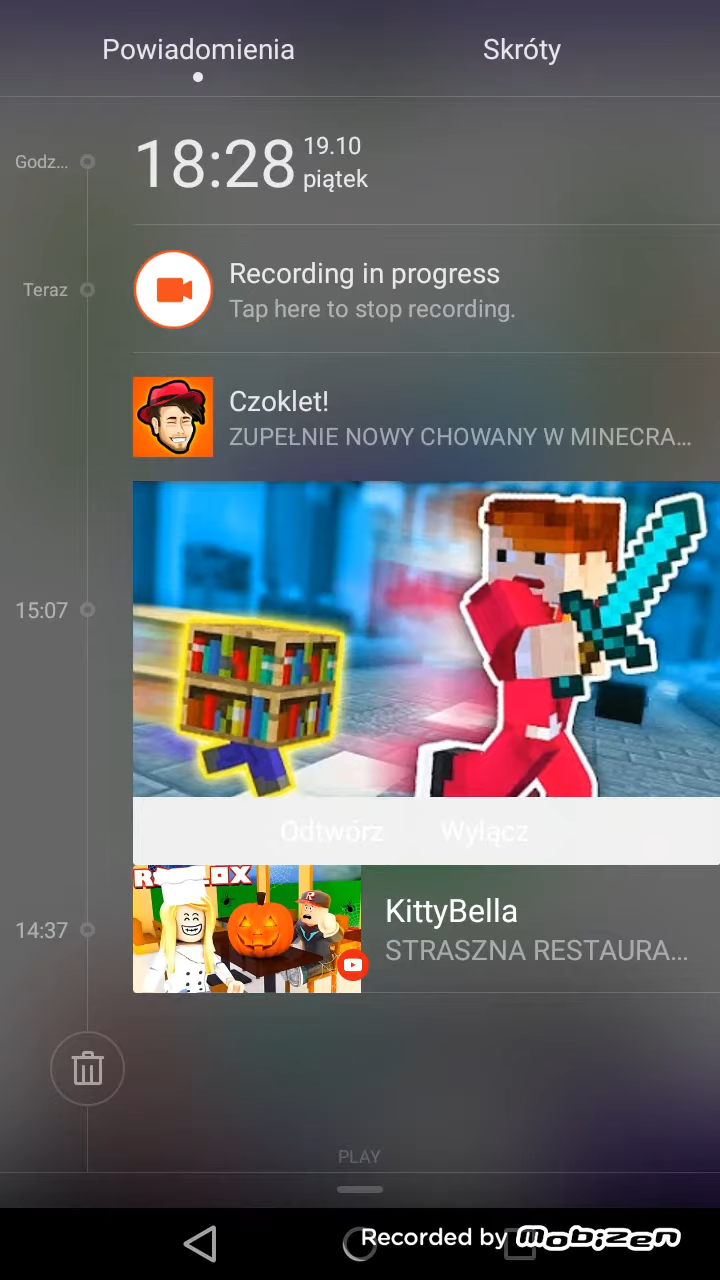 Powiadomienia
Skróty
Godz...
18:28
19.10
piątek
Teraz
Recording in progress
Tap here to stop recording.
Czoklet!
ZUPEŁNIE NOWY CHOWANY W MINECRA...
15:07
Odtwórz
Wyłącz
14:37
KittyBella
STRASZNA RESTAURA...
PLAY
Recorded by Mobizen